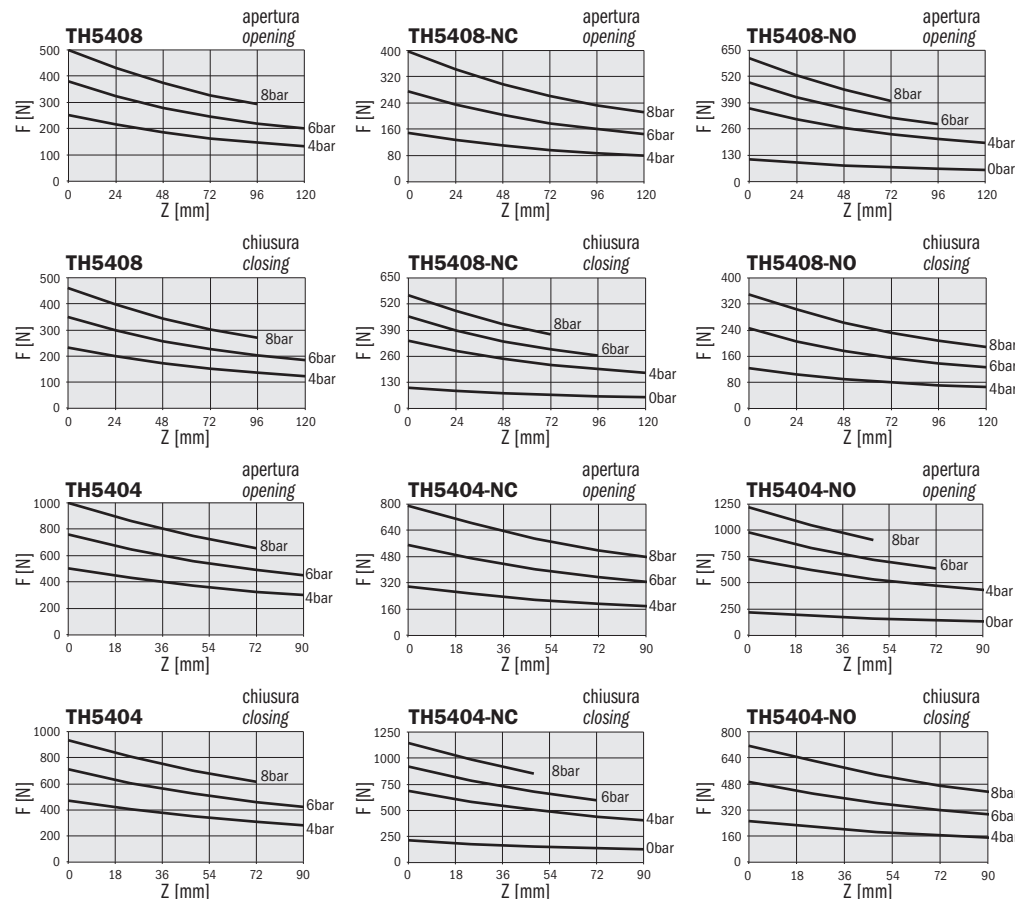 apertura
TH5408 opening
500
400
300
200
100
0
F [N]
8bar
6bar
4bar
0 24 48 72 96 120
Z [mm]
apertura
TH5408-NC opening
400
320
240
160
80
0
F [N]
8bar
6bar
4bar
0 24 48 72 96 120
Z [mm]
apertura
TH5408-NO opening
650
520
390
260
130
0
F [N]
8bar
6bar
4bar
0bar
0 24 48 72 96 120
Z [mm]
chiusura
TH5408 closing
500
400
300
200
100
0
F [N]
8bar
6bar
4bar
0 24 48 72 96 120
Z [mm]
chiusura
TH5408-NC closing
650
520
390
260
130
0
F [N]
8bar
6bar
4bar
0bar
0 24 48 72 96 120
Z [mm]
chiusura
TH5408-NO closing
400
320
240
160
80
0
F [N]
8bar
6bar
4bar
0 24 48 72 96 120
Z [mm]
apertura
TH5404 opening
1000
800
600
400
200
0
F [N]
8bar
6bar
4bar
0 18 36 54 72 90
Z [mm]
apertura
TH5404-NC opening
800
640
480
320
160
0
F [N]
8bar
6bar
4bar
0 18 36 54 72 90
Z [mm]
apertura
TH5404-NO opening
1250
1000
750
500
250
0
F [N]
8bar
6bar
4bar
0bar
0 18 36 54 72 90
Z [mm]
chiusura
TH5404 closing
1000
800
600
400
200
0
F [N]
8bar
6bar
4bar
0 18 36 54 72 90
Z [mm]
chiusura
TH5404-NC closing
1250
1000
750
500
250
0
F [N]
8bar
6bar
4bar
0bar
0 18 36 54 72 90
Z [mm]
chiusura
TH5404-NO closing
800
640
480
320
160
0
F [N]
8bar
6bar
4bar
0 18 36 54 72 90
Z [mm]